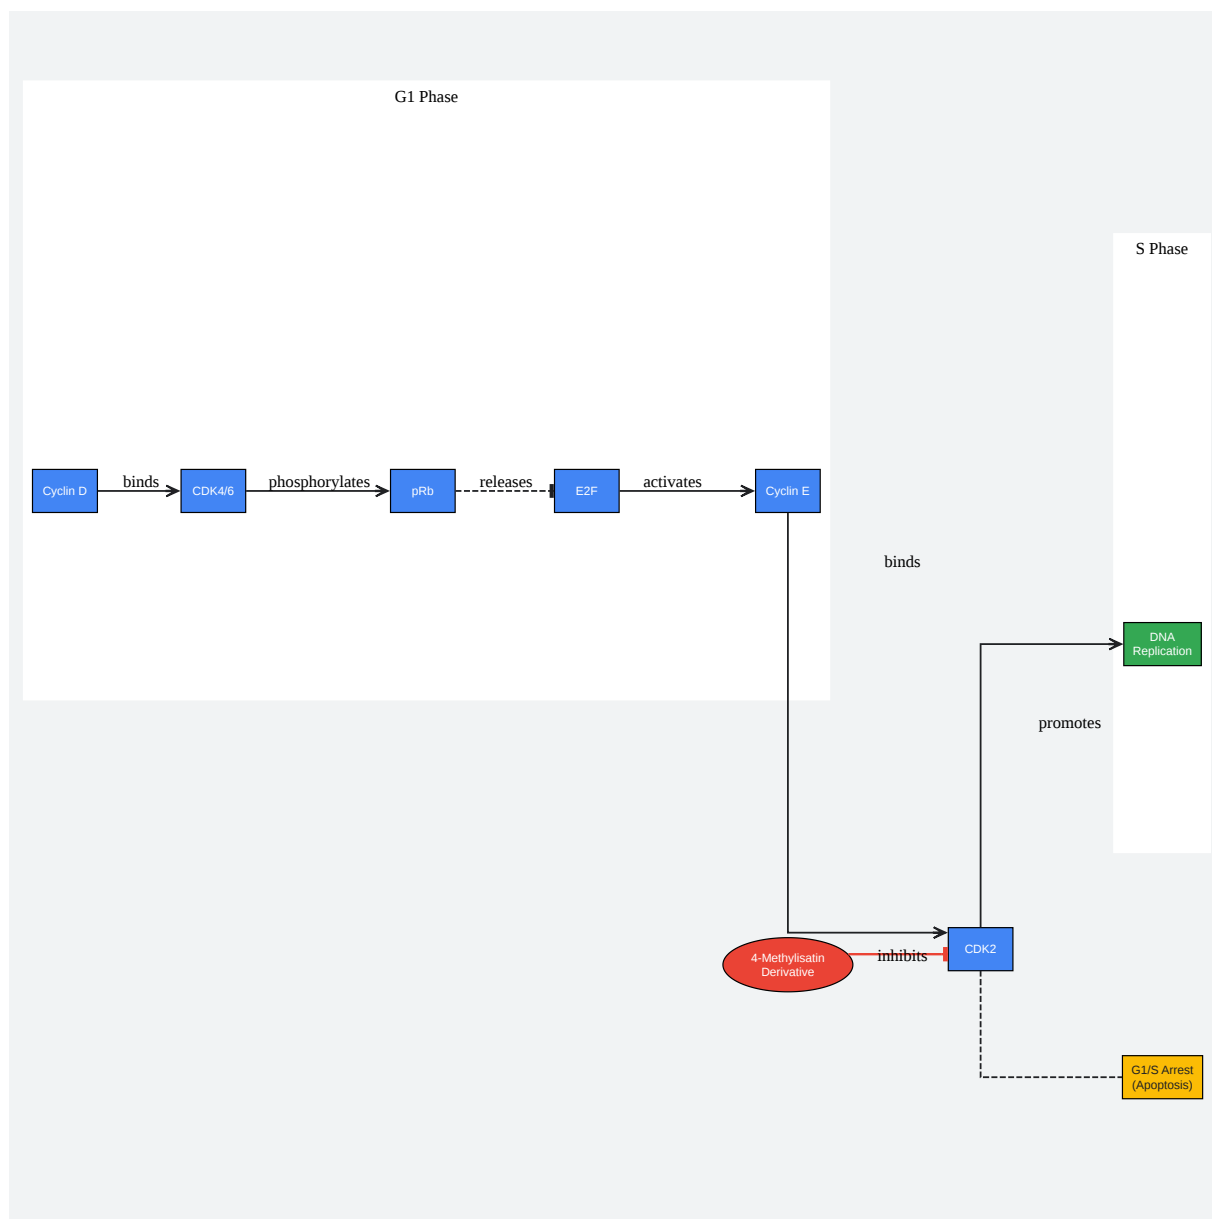 G1 Phase
S Phase
Cyclin D
binds
CDK4/6
phosphorylates
pRb
releases
E2F
activates
Cyclin E
binds
DNA
Replication
promotes
4-Methylisatin
Derivative
inhibits
CDK2
G1/S Arrest
(Apoptosis)